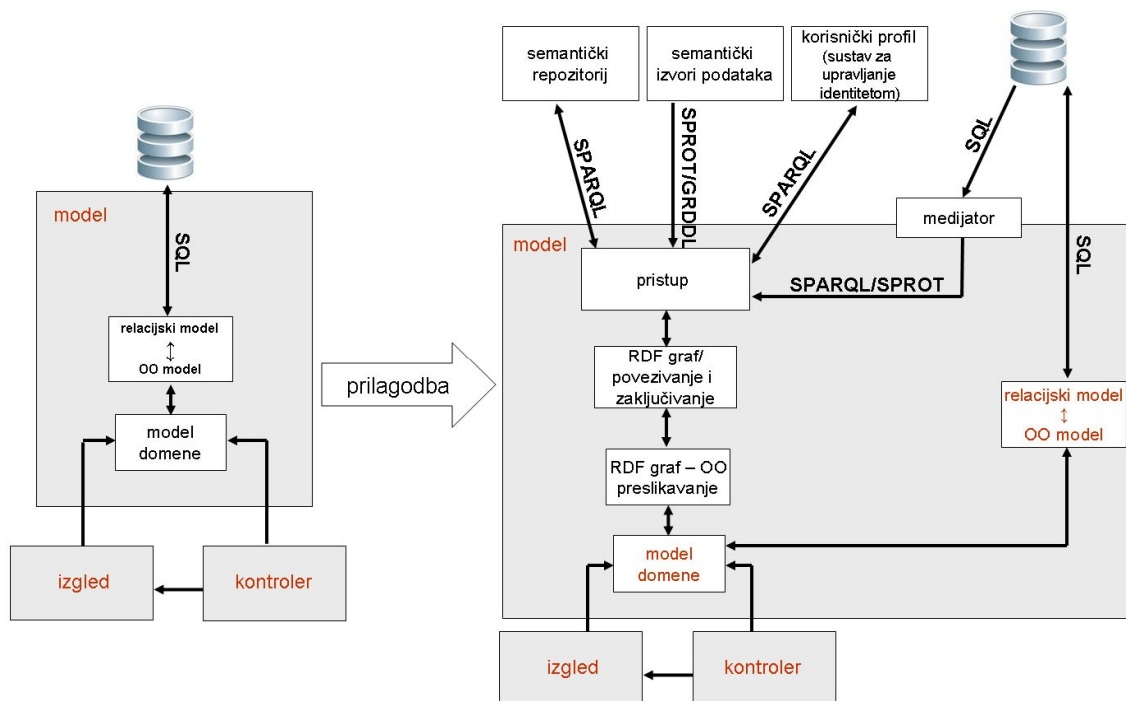 model
SQL
relacijski model
↕
OO model
model
domene
izgled
kontroler
prilagodba
semantički
repozitorij
semantički
izvori podataka
korisnički profil
(sustav za
upravljanje
identitetom)
SPARQL
SPROT/GRDDL
SPARQL
SQL
medijator
model
SQL
pristup
SPARQL/SPROT
RDF graf/
povezivanje i
zaključivanje
relacijski model
↕
OO model
RDF graf – OO
preslikavanje
model
domene
izgled
kontroler